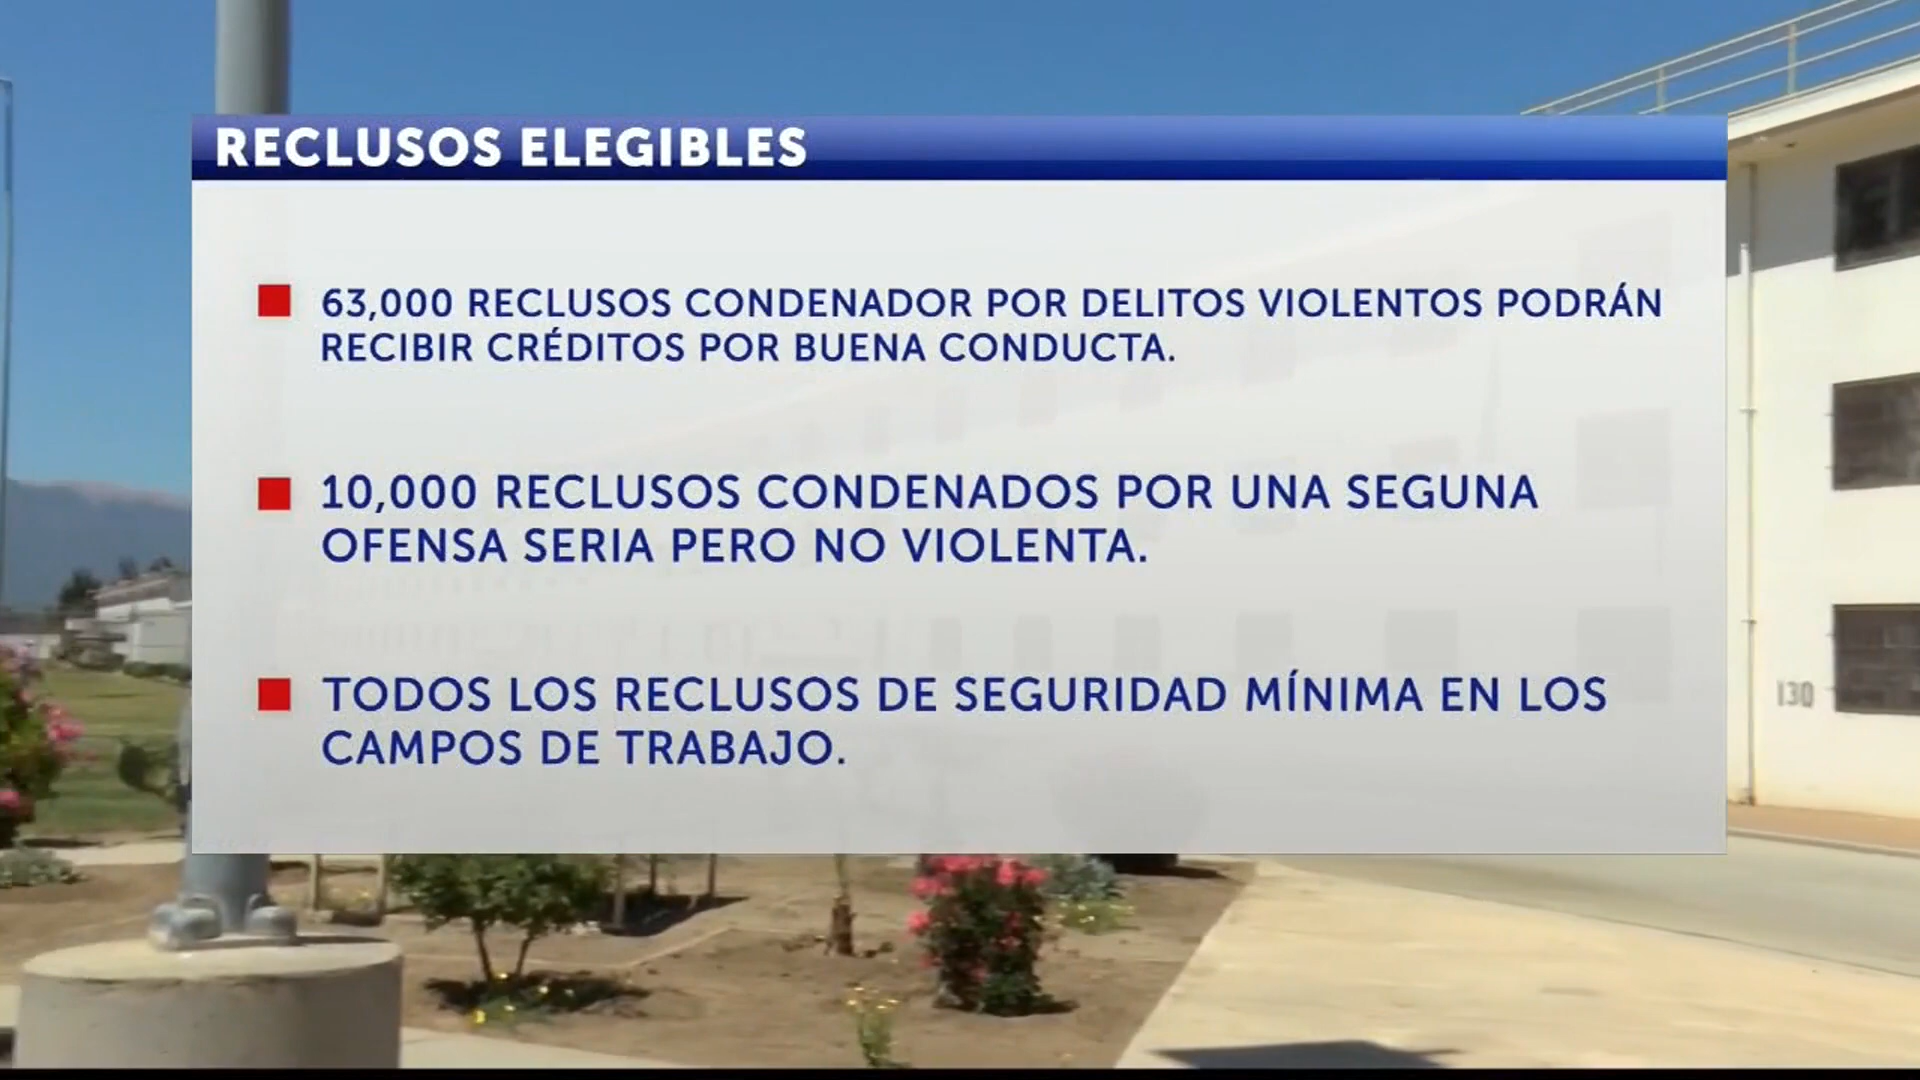 RECLUSOS ELEGIBLES
63,000 RECLUSOS CONDENADOR POR DELITOS VIOLENTOS PODRÁN
RECIBIR CRÉDITOS POR BUENA CONDUCTA.
10,000 RECLUSOS CONDENADOS POR UNA SEGUNA
OFENSA SERIA PERO NO VIOLENTA.
TODOS LOS RECLUSOS DE SEGURIDAD MÍNIMA EN LOS
CAMPOS DE TRABAJO.
130